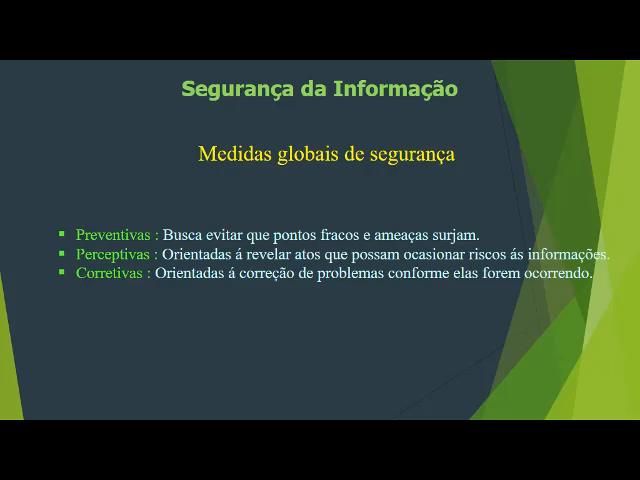 Segurança da Informação
Medidas globais de segurança
Preventivas : Busca evitar que pontos fracos e ameaças surjam.
Perceptivas : Orientadas á revelar atos que possam ocasionar riscos ás informações.
Corretivas : Orientadas á correção de problemas conforme elas forem ocorrendo.